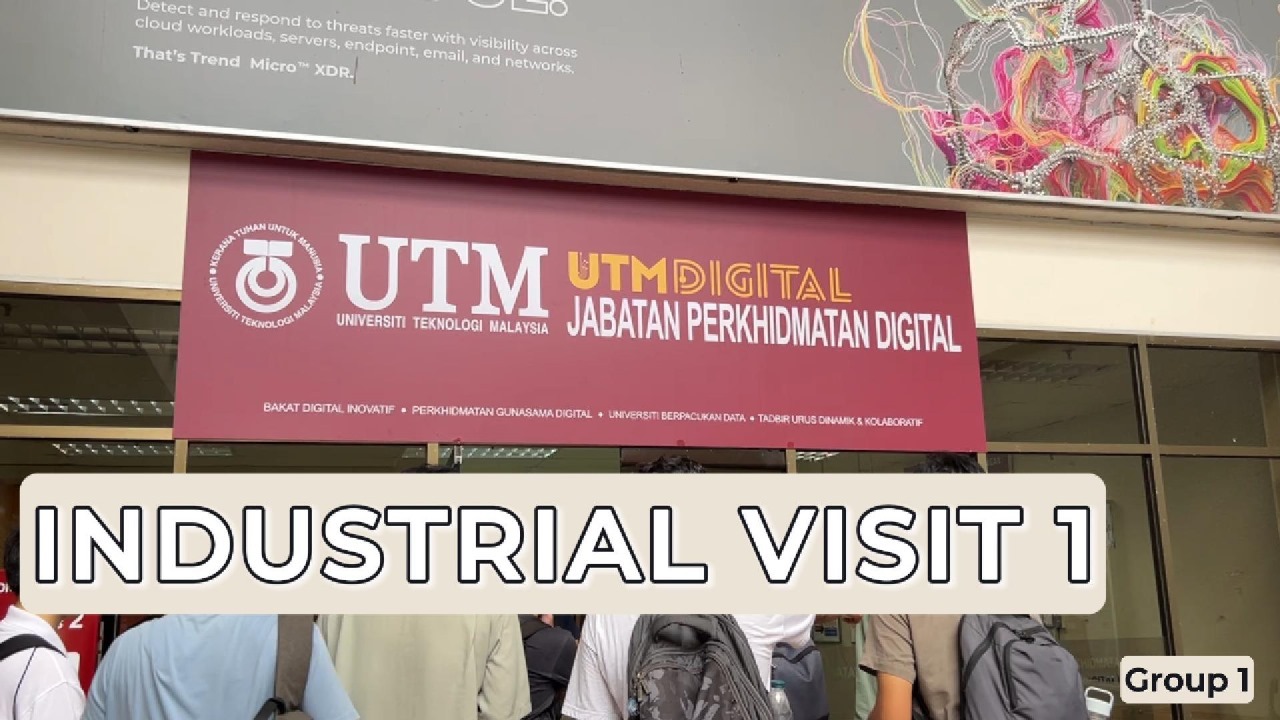 Detect and respond to threats faster with visibility across
cloud workloads, servers, endpoint, email, and networks.
That's Trend Micro™ XDR.
KERANA TUHAN UNTUK MANUSIA
UNIVERSITI TEKNOLOGI MALAYSIA
UTM
UNIVERSITI TEKNOLOGI MALAYSIA
UTMDIGITAL
JABATAN PERKHIDMATAN DIGITAL
BAKAT DIGITAL INOVATIF • PERKHIDMATAN GUNASAMA DIGITAL • UNIVERSITI BERPACUKAN DATA • TADBIR URUS DINAMIK & KOLABORATIF
INDUSTRIAL VISIT 1
2
Group 1